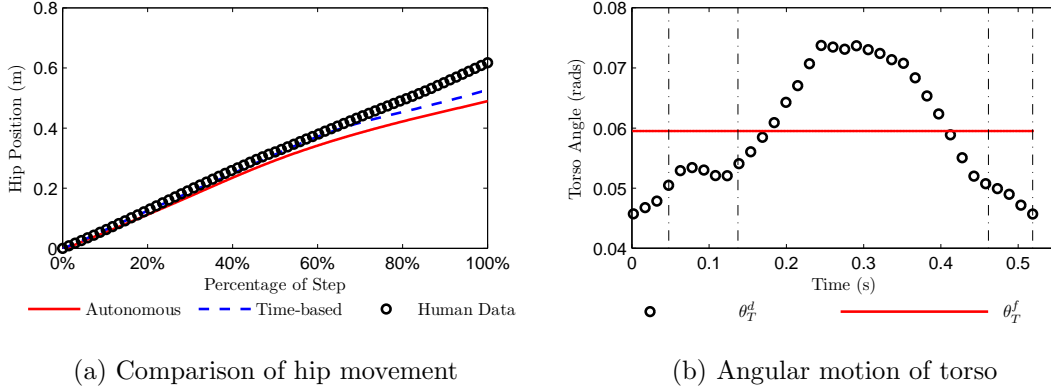 0.8
0.6
0.4
0.2
0
Hip Position (m)
0% 20% 40% 60% 80% 100%
Percentage of Step
Autonomous Time-based Human Data
(a) Comparison of hip movement
0.08
0.07
0.06
0.05
0.04
Torso Angle (rads)
0 0.1 0.2 0.3 0.4 0.5
Time (s)
θ_T^d θ_T^f
(b) Angular motion of torso